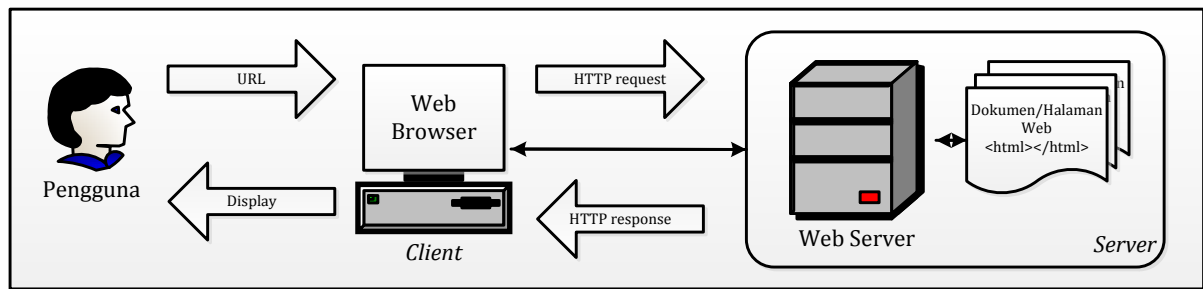 Pengguna
URL
Display
Web
Browser
Client
HTTP request
HTTP response
Web Server
Dokumen/Halaman
Web
<html></html>
Server